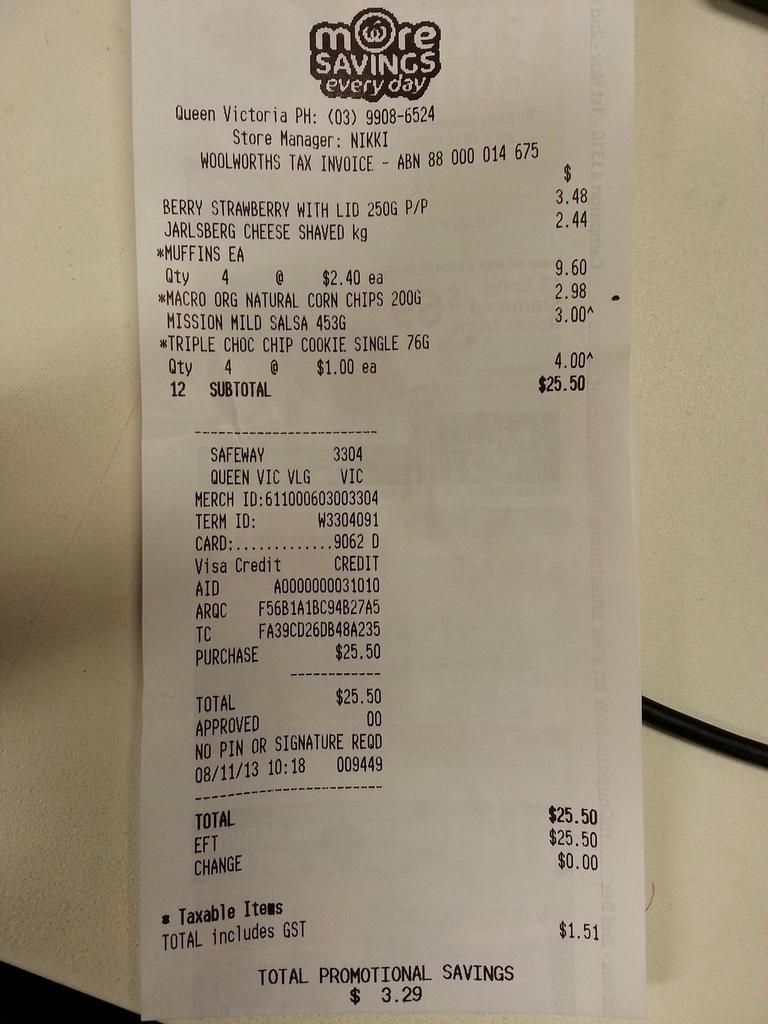 more
SAVINGS
every day
Queen Victoria PH: (03) 9908-6524
Store Manager: NIKKI
WOOLWORTHS TAX INVOICE - ABN 88 000 014 675
$
BERRY STRAWBERRY WITH LID 250G P/P 3.48
JARLSBERG CHEESE SHAVED kg 2.44
*MUFFINS EA
Qty 4 @ $2.40 ea 9.60
*MACRO ORG NATURAL CORN CHIPS 200G 2.98
MISSION MILD SALSA 453G 3.00^
*TRIPLE CHOC CHIP COOKIE SINGLE 76G
Qty 4 @ $1.00 ea 4.00^
12 SUBTOTAL $25.50
------------------------
SAFEWAY 3304
QUEEN VIC VLG VIC
MERCH ID:611000603003304
TERM ID: W3304091
CARD:.............9062 D
Visa Credit CREDIT
AID A0000000031010
ARQC F56B1A1BC94B27A5
TC FA39CD26DB48A235
PURCHASE $25.50
------------
TOTAL $25.50
APPROVED 00
NO PIN OR SIGNATURE REQD
08/11/13 10:18 009449
------------------------
TOTAL $25.50
EFT $25.50
CHANGE $0.00
* Taxable Items
TOTAL includes GST $1.51
TOTAL PROMOTIONAL SAVINGS
$ 3.29